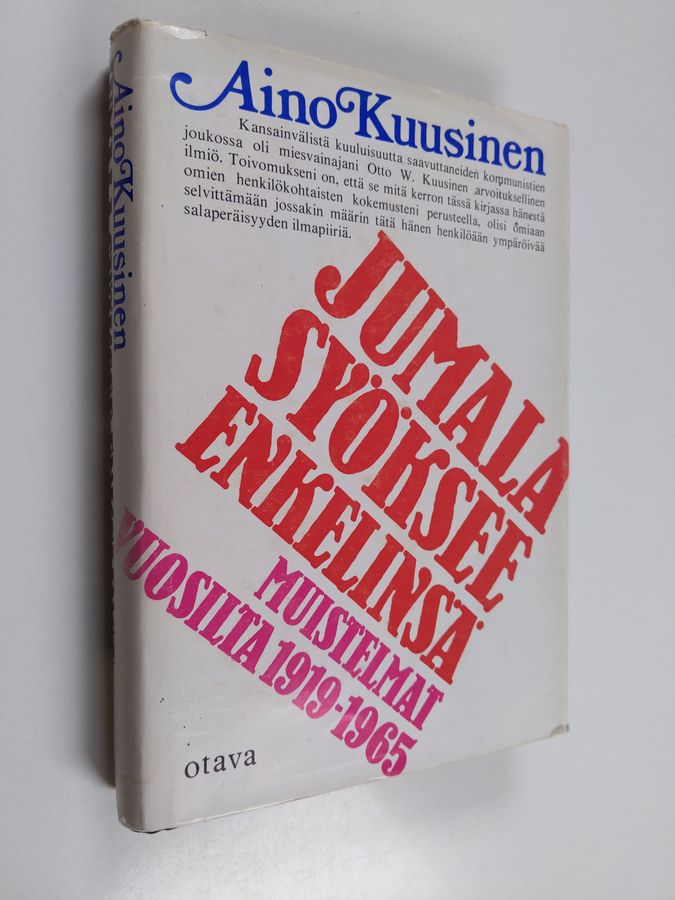 Aino Kuusinen
Kansainvälistä kuuluisuutta saavuttaneiden kommunistien
joukossa oli miesvainajani Otto W. Kuusinen arvoituksellinen
ilmiö. Toivomukseni on, että se mitä kerron tässä kirjassa hänestä
omien henkilökohtaisten kokemusteni perusteella, olisi omiaan
selvittämään jossakin määrin tätä hänen henkilöään ympäröivää
salaperäisyyden ilmapiiriä.
JUMALA
SYÖKSEE
ENKELINSÄ
MUISTELMAT
VUOSILTA 1919-1965
otava
Aino Kuusinen